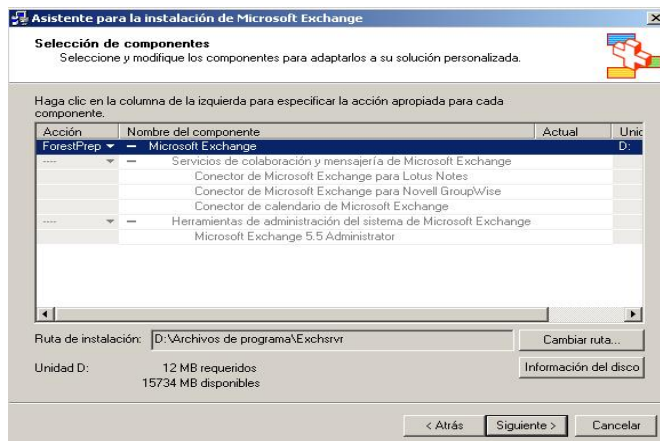 Asistente para la instalación de Microsoft Exchange
Selección de componentes
Seleccione y modifique los componentes para adaptarlos a su solución personalizada.
Haga clic en la columna de la izquierda para especificar la acción apropiada para cada
componente.
Acción Nombre del componente Actual Unic
ForestPrep Microsoft Exchange D:
---- Servicios de colaboración y mensajería de Microsoft Exchange
Conector de Microsoft Exchange para Lotus Notes
Conector de Microsoft Exchange para Novell GroupWise
Conector de calendario de Microsoft Exchange
---- Herramientas de administración del sistema de Microsoft Exchange
Microsoft Exchange 5.5 Administrator
Ruta de instalación: D:\Archivos de programa\Exchsrvr Cambiar ruta...
Unidad D: 12 MB requeridos Información del disco
15734 MB disponibles
< Atrás Siguiente > Cancelar